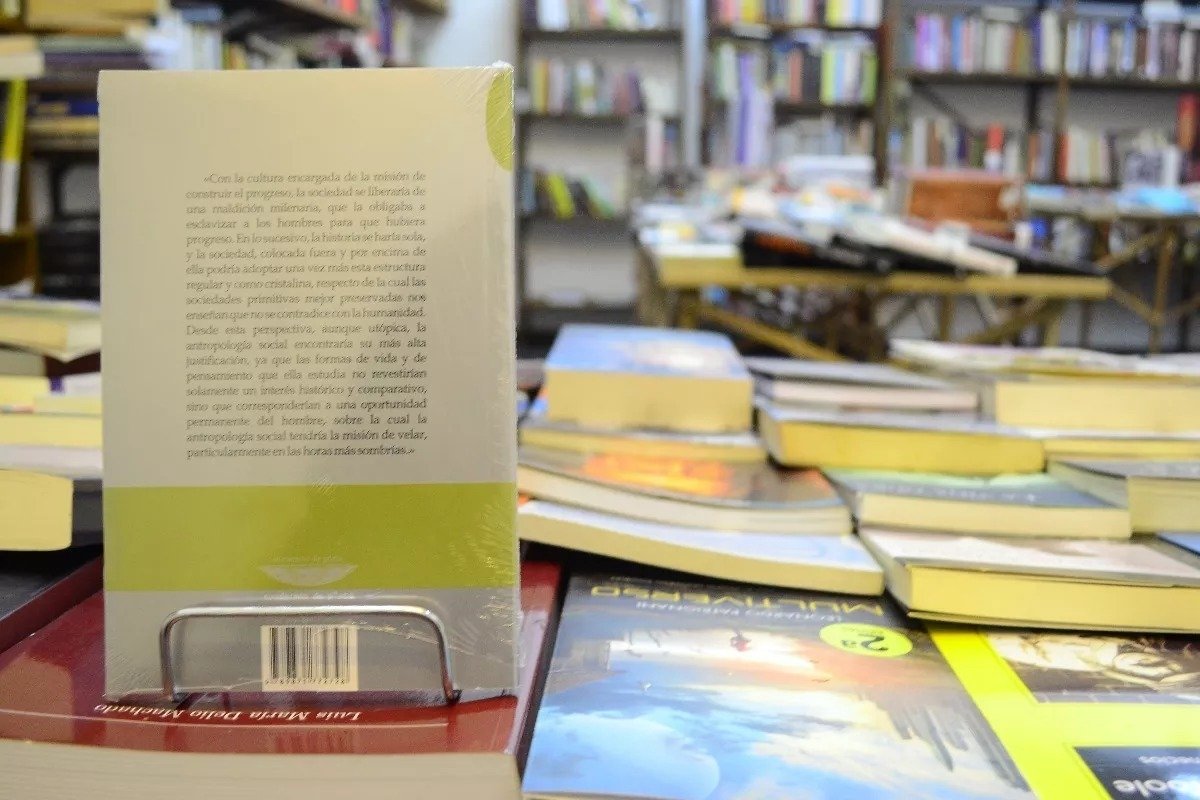 «Con la cultura encargada de la misión de
construir el progreso, la sociedad se liberaría de
una maldición milenaria, que la obligaba a
esclavizar a los hombres para que hubiera
progreso. En lo sucesivo, la historia se haría sola,
y la sociedad, colocada fuera y por encima de
ella podría adoptar una vez más esta estructura
regular y como cristalina, respecto de la cual las
sociedades primitivas mejor preservadas nos
enseñan que no se contradice con la humanidad.
Desde esta perspectiva, aunque utópica, la
antropología social encontraría su más alta
justificación, ya que las formas de vida y de
pensamiento que ella estudia no revestirían
solamente un interés histórico y comparativo,
sino que corresponderían a una oportunidad
permanente del hombre, sobre la cual la
antropología social tendría la misión de velar,
particularmente en las horas más sombrías.»
Luis María Dello Machado
MULTIVERSO
2a